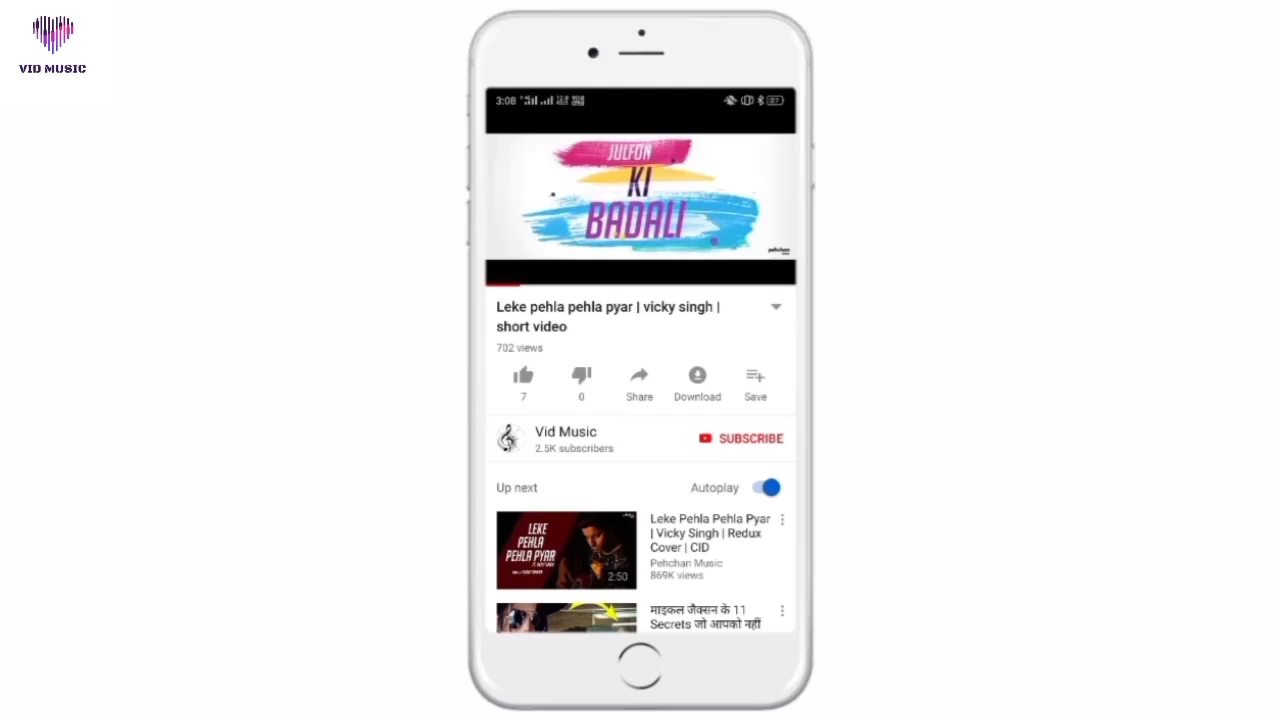 VID MUSIC
3:08
27
JULFON
KI
BADALI
pehchan
Leke pehla pehla pyar | vicky singh |
short video
702 views
7
0
Share
Download
Save
Vid Music
2.5K subscribers
SUBSCRIBE
Up next
Autoplay
LEKE
PEHLA
PEHLA PYAR
2:50
Leke Pehla Pehla Pyar
| Vicky Singh | Redux
Cover | CID
Pehchan Music
869K views
माइकल जैक्सन के 11
Secrets जो आपको नहीं